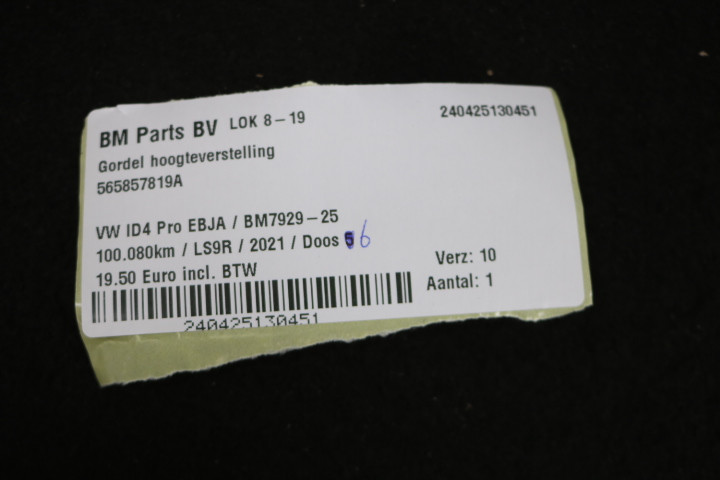 BM Parts BV LOK 8-19
240425130451
Gordel hoogteverstelling
565857819A
VW ID4 Pro EBJA / BM7929-25
100.080km / LS9R / 2021 / Doos 6
19.50 Euro incl. BTW
Verz: 10
Aantal: 1
240425130451